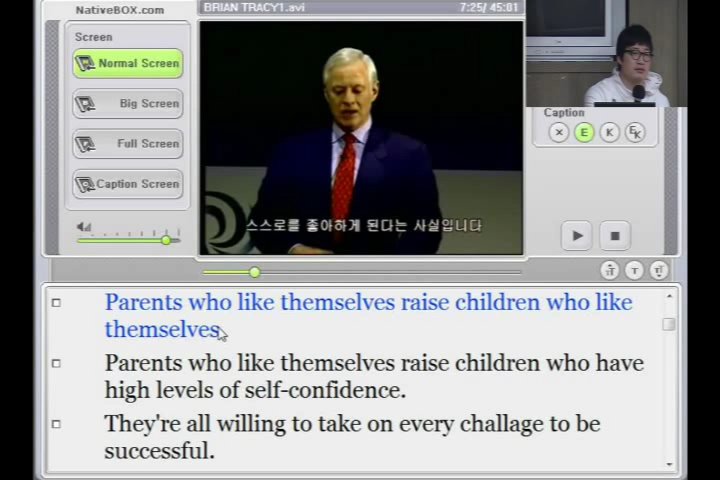 NativeBOX.com
BRIAN TRACY1.avi 7:25/ 45:01
Screen
Normal Screen
Big Screen
Full Screen
Caption Screen
스스로를 좋아하게 된다는 사실입니다
Caption
× E K EK
T T T
Parents who like themselves raise children who like
themselves.
Parents who like themselves raise children who have
high levels of self-confidence.
They're all willing to take on every challage to be
successful.